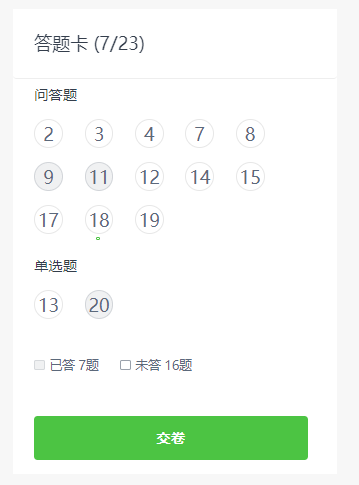 答题卡 (7/23)
问答题
2 3 4 7 8
9 11 12 14 15
17 18 19
单选题
13 20
已答 7题 未答 16题
交卷